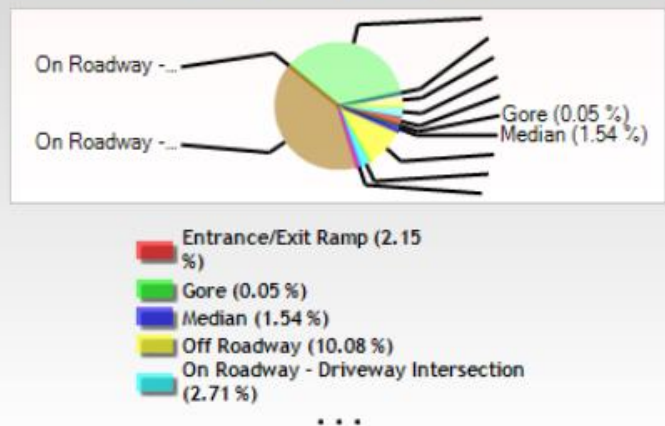 On Roadway -...
Gore (0.05 %)
Median (1.54 %)
On Roadway -...
Entrance/Exit Ramp (2.15
%)
Gore (0.05 %)
Median (1.54 %)
Off Roadway (10.08 %)
On Roadway - Driveway Intersection
(2.71 %)
...